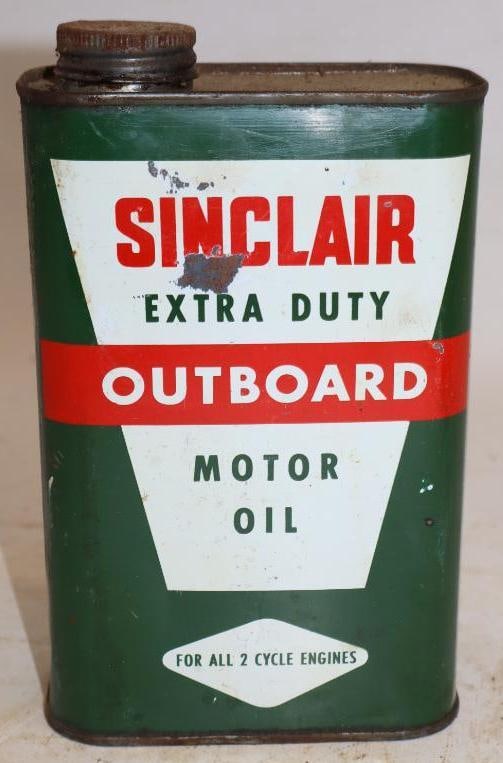 SINCLAIR
EXTRA DUTY
OUTBOARD
MOTOR
OIL
FOR ALL 2 CYCLE ENGINES